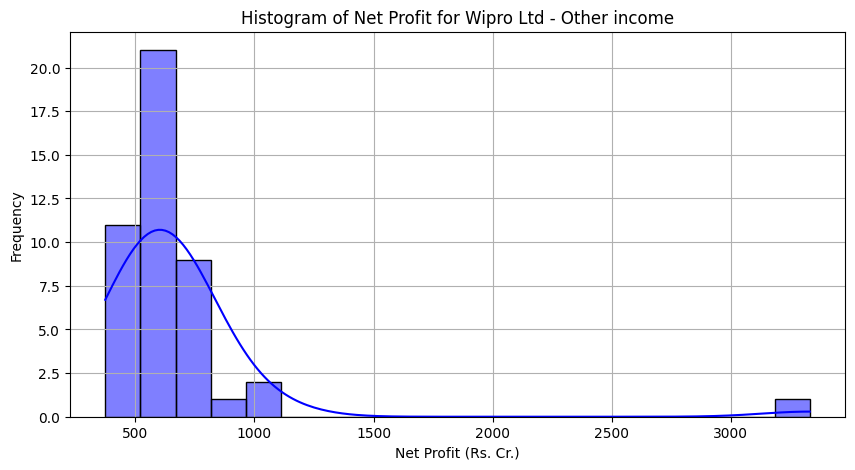 Histogram of Net Profit for Wipro Ltd - Other income
20.0
17.5
15.0
12.5
10.0
7.5
5.0
2.5
0.0
Frequency
500 1000 1500 2000 2500 3000
Net Profit (Rs. Cr.)